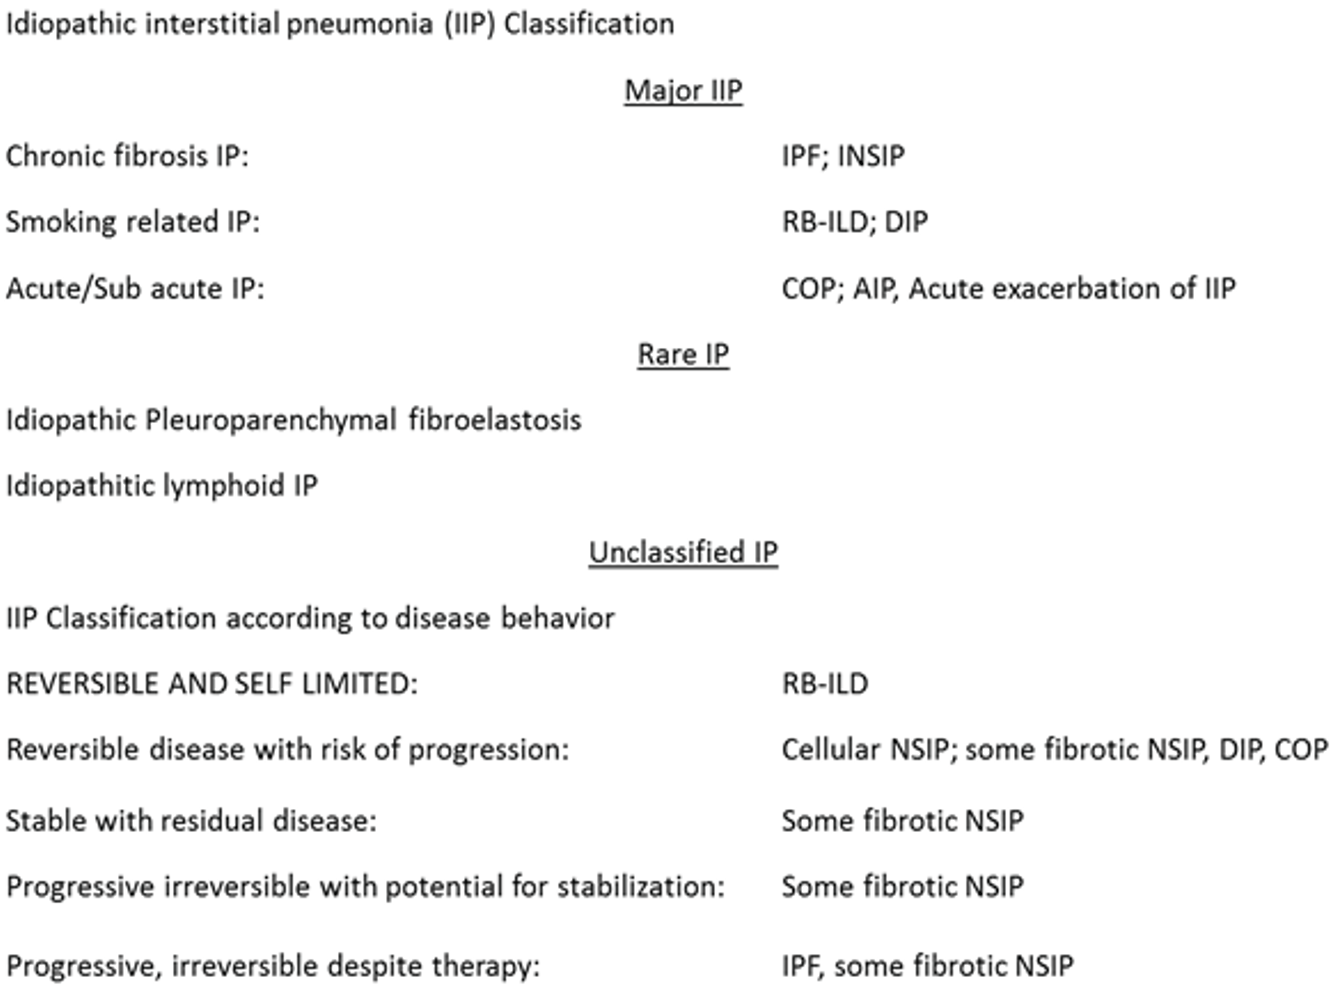 Idiopathic interstitial pneumonia (IIP) Classification
Major IIP
Chronic fibrosis IP: IPF; INSIP
Smoking related IP: RB-ILD; DIP
Acute/Sub acute IP: COP; AIP, Acute exacerbation of IIP
Rare IP
Idiopathic Pleuroparenchymal fibroelastosis
Idiopathitic lymphoid IP
Unclassified IP
IIP Classification according to disease behavior
REVERSIBLE AND SELF LIMITED: RB-ILD
Reversible disease with risk of progression: Cellular NSIP; some fibrotic NSIP, DIP, COP
Stable with residual disease: Some fibrotic NSIP
Progressive irreversible with potential for stabilization: Some fibrotic NSIP
Progressive, irreversible despite therapy: IPF, some fibrotic NSIP